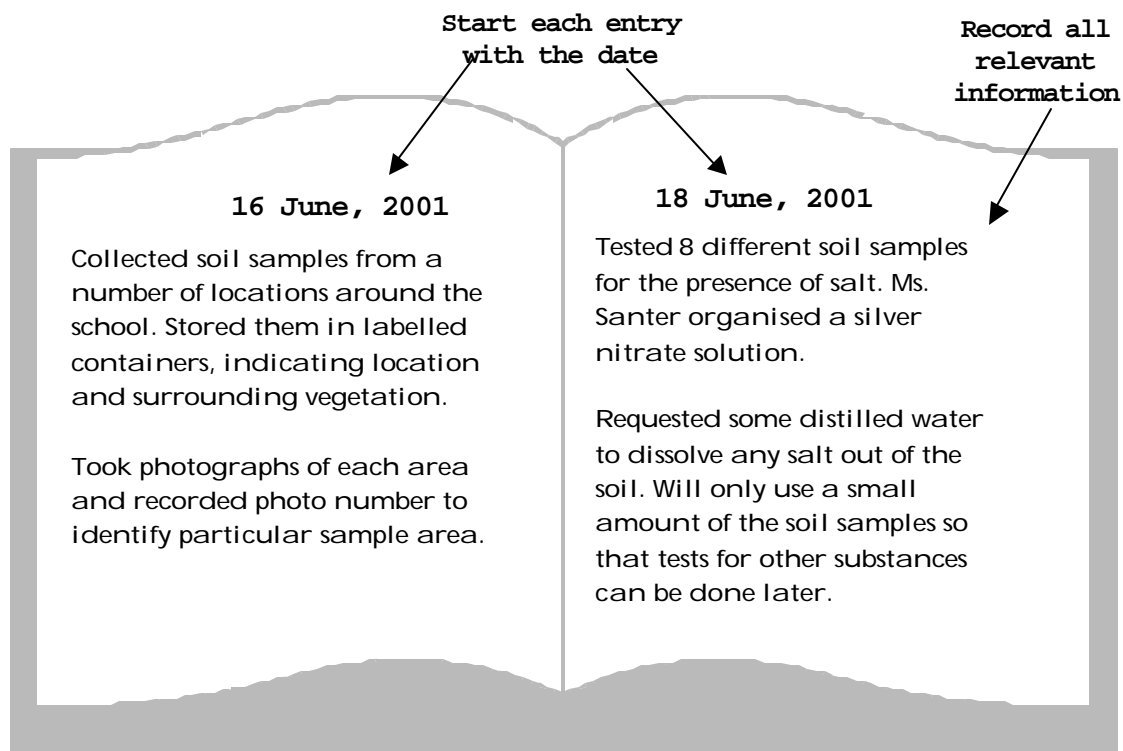 Start each entry
with the date
Record all
relevant
information
16 June, 2001
Collected soil samples from a
number of locations around the
school. Stored them in labelled
containers, indicating location
and surrounding vegetation.
Took photographs of each area
and recorded photo number to
identify particular sample area.
18 June, 2001
Tested 8 different soil samples
for the presence of salt. Ms.
Santer organised a silver
nitrate solution.
Requested some distilled water
to dissolve any salt out of the
soil. Will only use a small
amount of the soil samples so
that tests for other substances
can be done later.